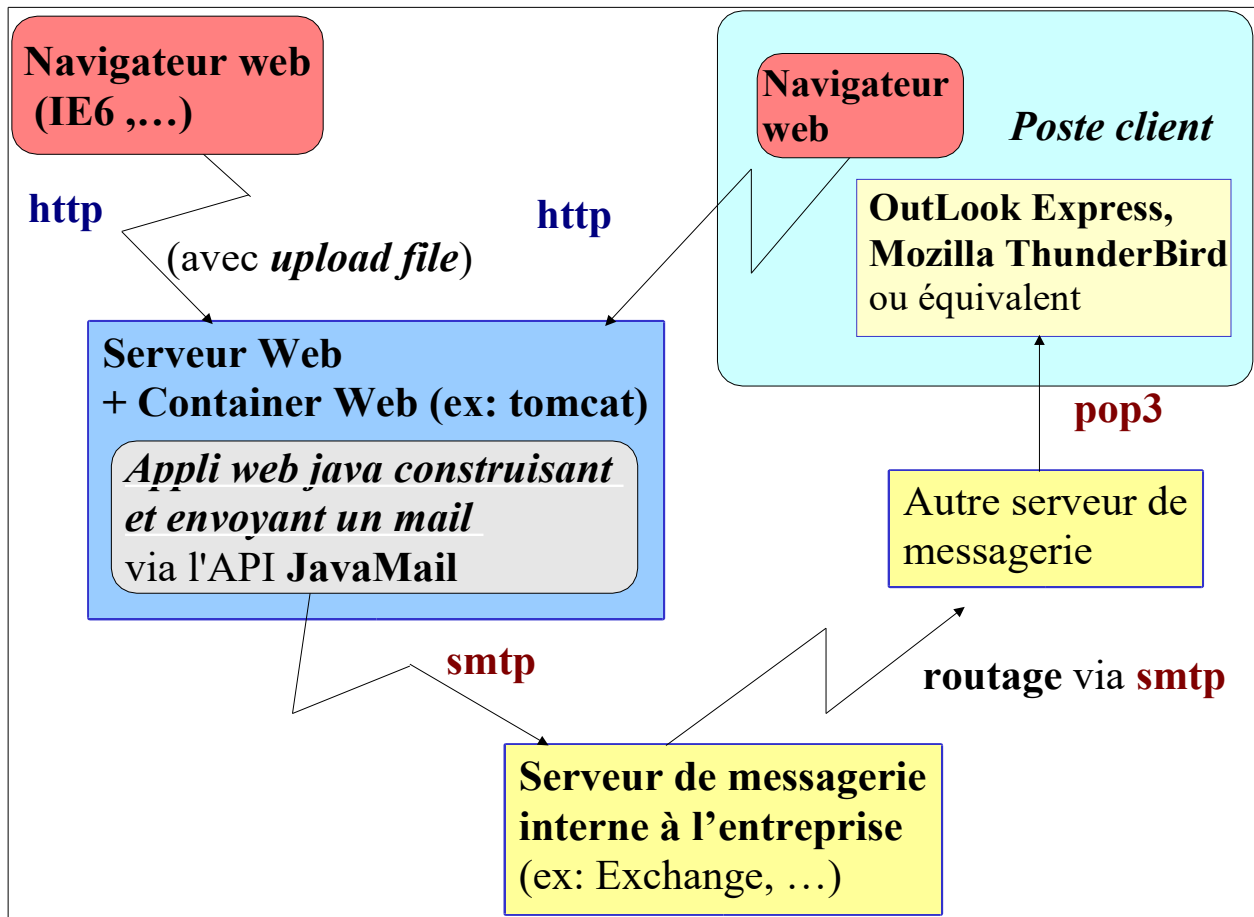 Navigateur web
(IE6 ,…)
Navigateur
web
Poste client
http
(avec upload file)
http
OutLook Express,
Mozilla ThunderBird
ou équivalent
Serveur Web
+ Container Web (ex: tomcat)
Appli web java construisant
et envoyant un mail
via l'API JavaMail
pop3
Autre serveur de
messagerie
smtp
routage via smtp
Serveur de messagerie
interne à l’entreprise
(ex: Exchange, …)